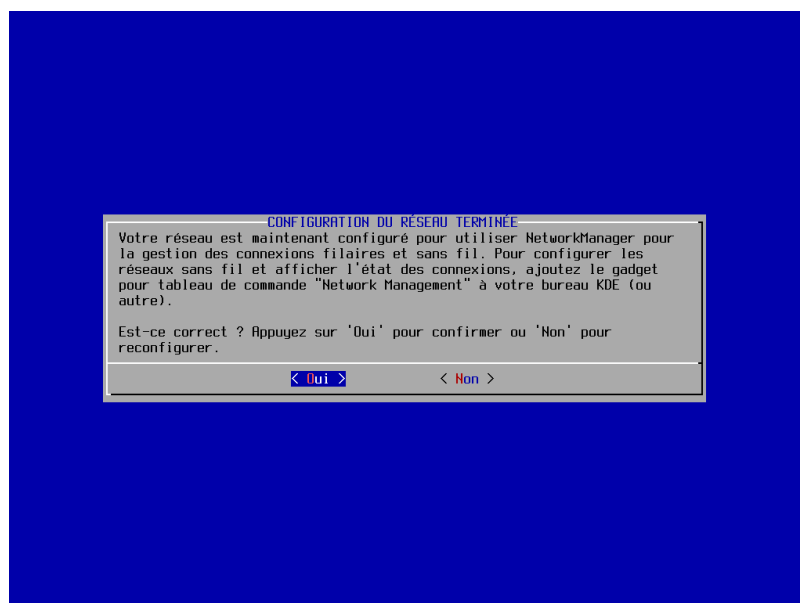 CONFIGURATION DU RÉSEAU TERMINÉE
Votre réseau est maintenant configuré pour utiliser NetworkManager pour
la gestion des connexions filaires et sans fil. Pour configurer les
réseaux sans fil et afficher l'état des connexions, ajoutez le gadget
pour tableau de commande "Network Management" à votre bureau KDE (ou
autre).
Est-ce correct ? Appuyez sur 'Oui' pour confirmer ou 'Non' pour
reconfigurer.
< Oui > < Non >